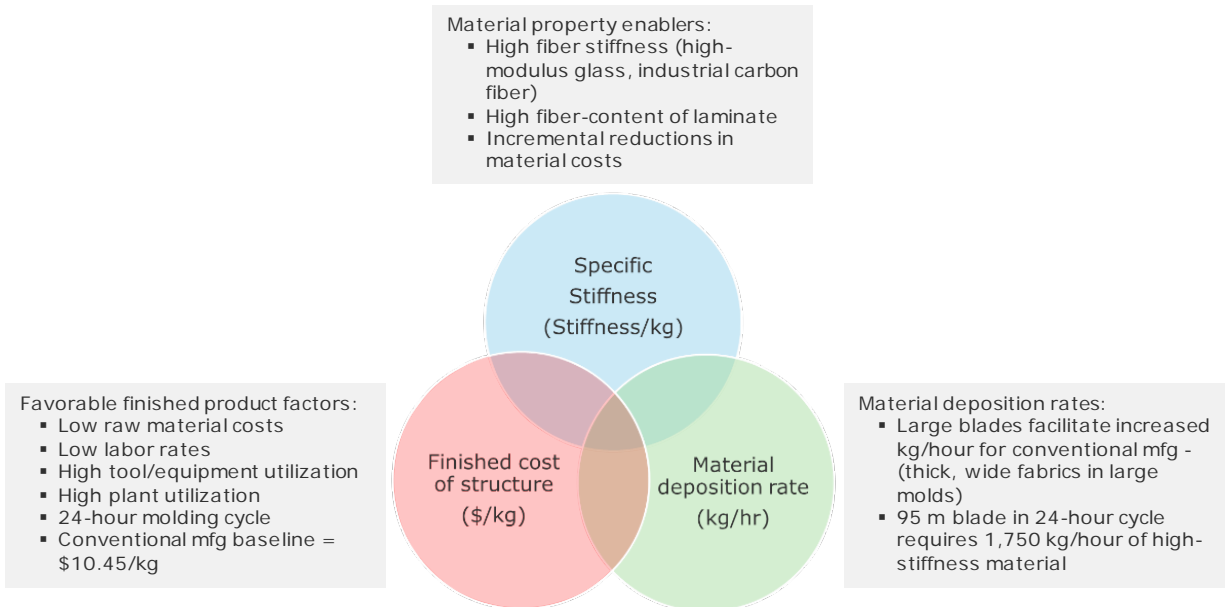 Material property enablers:
▪ High fiber stiffness (high-
modulus glass, industrial carbon
fiber)
▪ High fiber-content of laminate
▪ Incremental reductions in
material costs
Specific
Stiffness
(Stiffness/kg)
Favorable finished product factors:
▪ Low raw material costs
▪ Low labor rates
▪ High tool/equipment utilization
▪ High plant utilization
▪ 24-hour molding cycle
▪ Conventional mfg baseline =
$10.45/kg
Finished cost
of structure
($/kg)
Material
deposition rate
(kg/hr)
Material deposition rates:
▪ Large blades facilitate increased
kg/hour for conventional mfg -
(thick, wide fabrics in large
molds)
▪ 95 m blade in 24-hour cycle
requires 1,750 kg/hour of high-
stiffness material